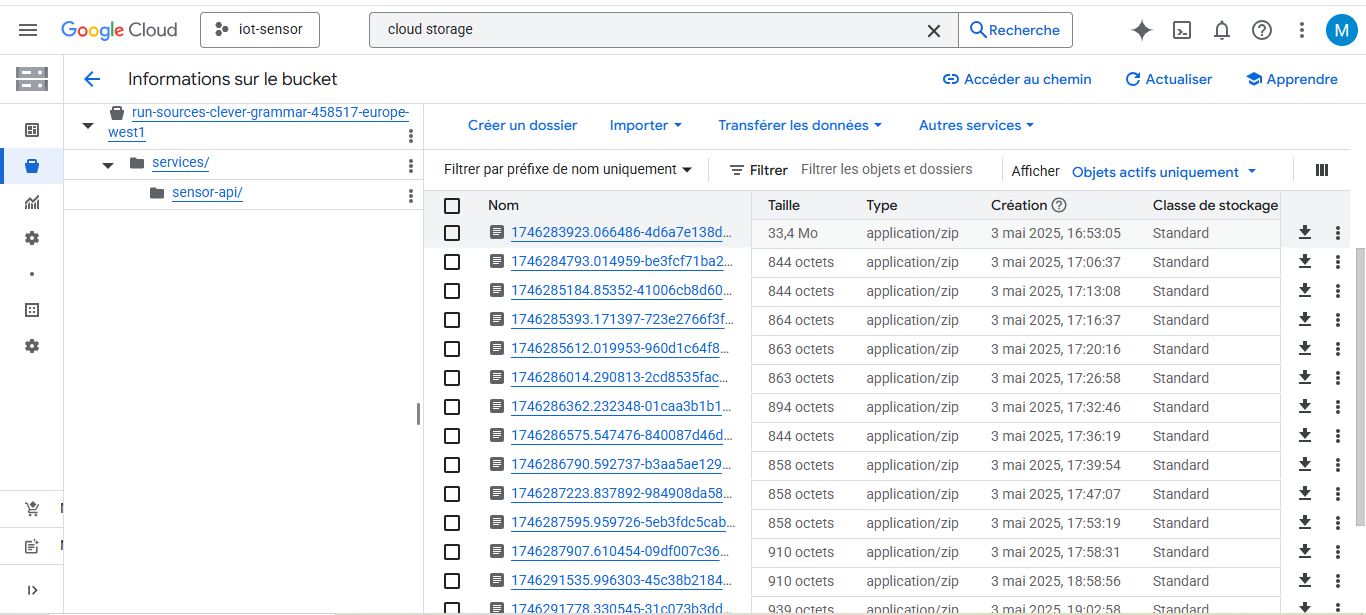 Google Cloud
iot-sensor
cloud storage
Recherche
M
Informations sur le bucket
Accéder au chemin
Actualiser
Apprendre
run-sources-clever-grammar-458517-europe-
west1
services/
sensor-api/
Créer un dossier
Importer
Transférer les données
Autres services
Filtrer par préfixe de nom uniquement
Filtrer
Filtrer les objets et dossiers
Afficher
Objets actifs uniquement
Nom Taille Type Création Classe de stockage
1746283923.066486-4d6a7e138d... 33,4 Mo application/zip 3 mai 2025, 16:53:05 Standard
1746284793.014959-be3fcf71ba2... 844 octets application/zip 3 mai 2025, 17:06:37 Standard
1746285184.85352-41006cb8d60... 844 octets application/zip 3 mai 2025, 17:13:08 Standard
1746285393.171397-723e2766f3f... 864 octets application/zip 3 mai 2025, 17:16:37 Standard
1746285612.019953-960d1c64f8... 863 octets application/zip 3 mai 2025, 17:20:16 Standard
1746286014.290813-2cd8535fac... 863 octets application/zip 3 mai 2025, 17:26:58 Standard
1746286362.232348-01caa3b1b1... 894 octets application/zip 3 mai 2025, 17:32:46 Standard
1746286575.547476-840087d46d... 844 octets application/zip 3 mai 2025, 17:36:19 Standard
1746286790.592737-b3aa5ae129... 858 octets application/zip 3 mai 2025, 17:39:54 Standard
1746287223.837892-984908da58... 858 octets application/zip 3 mai 2025, 17:47:07 Standard
1746287595.959726-5eb3fdc5cab... 858 octets application/zip 3 mai 2025, 17:53:19 Standard
1746287907.610454-09df007c36... 910 octets application/zip 3 mai 2025, 17:58:31 Standard
1746291535.996303-45c38b2184... 910 octets application/zip 3 mai 2025, 18:58:56 Standard
1746291778.330545-31c073b3dd... 939 octets application/zip 3 mai 2025, 19:02:58 Standard